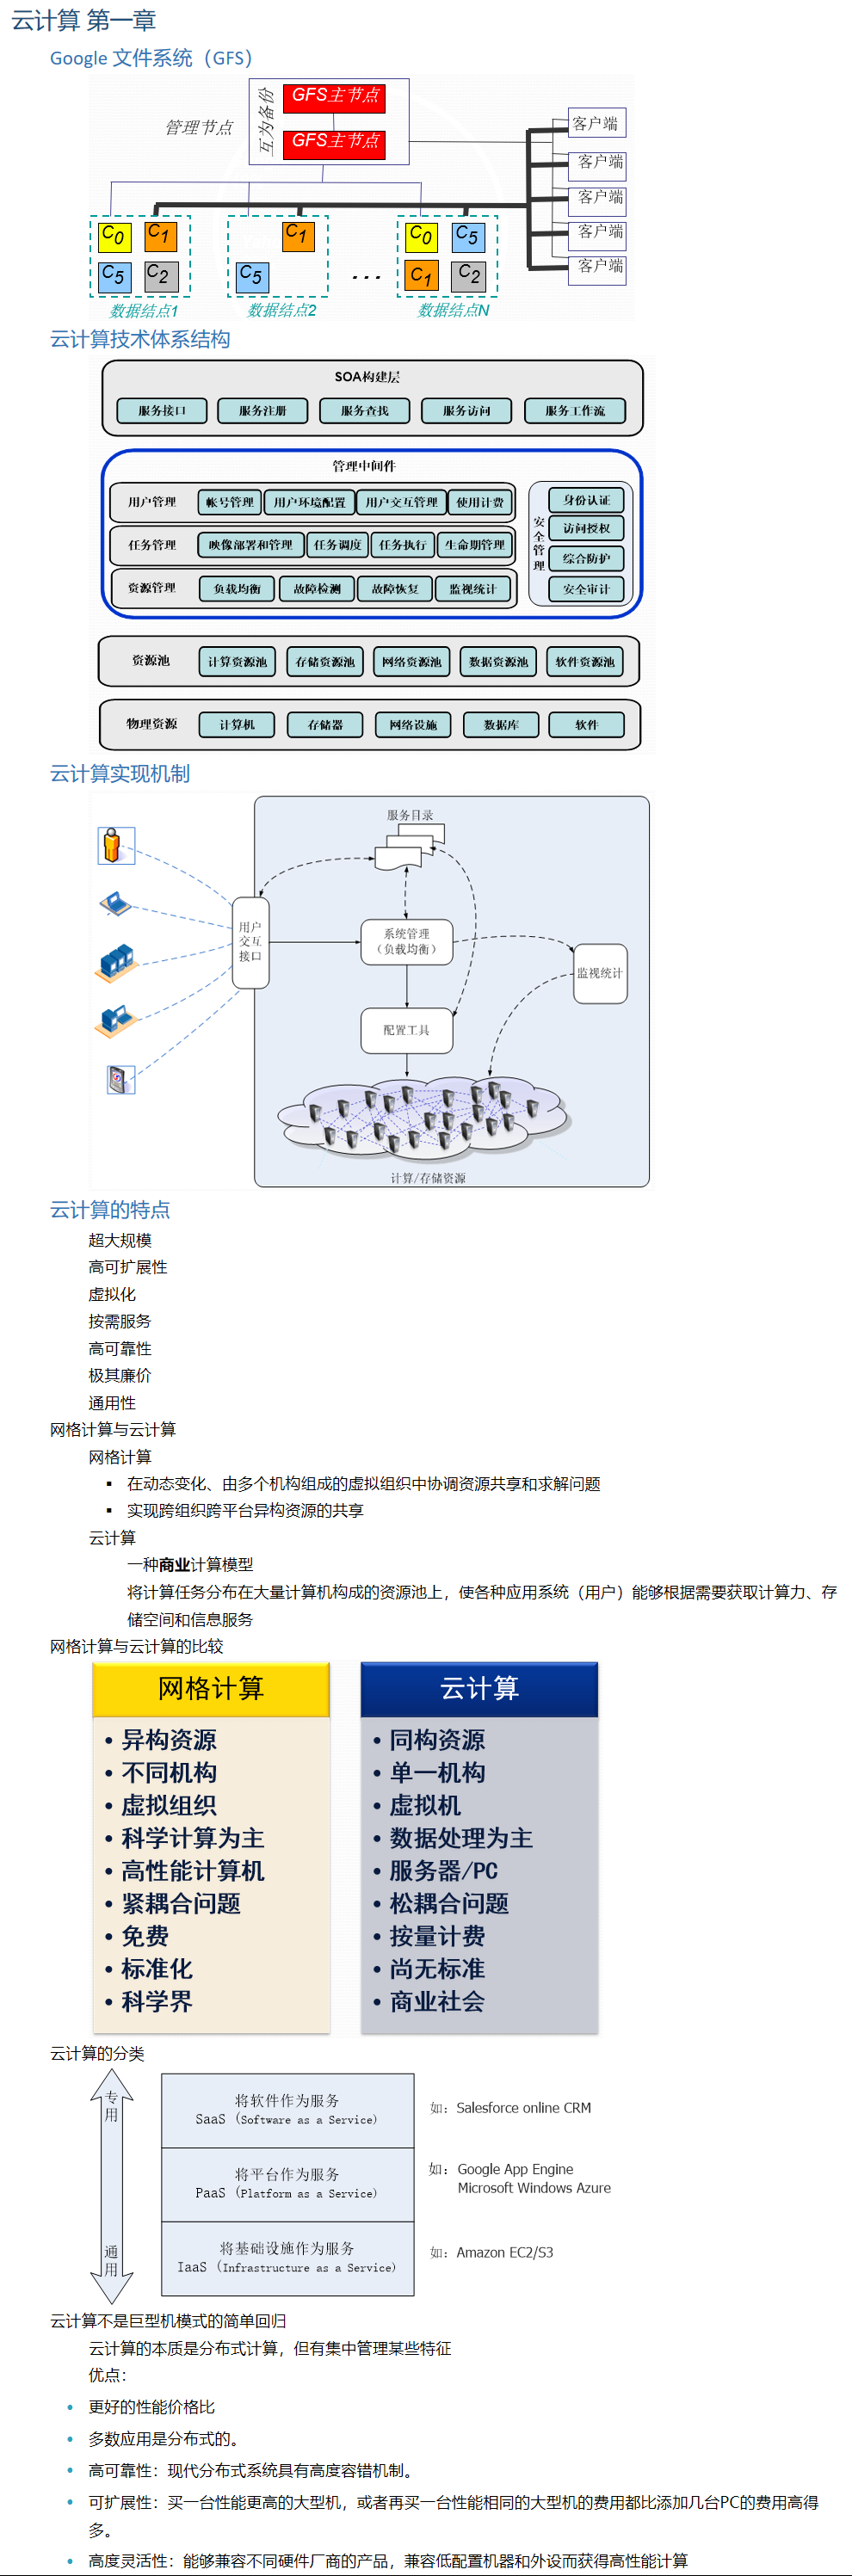 云计算 第一章
Google 文件系统（GFS）
管理节点
互为备份
GFS主节点
GFS主节点
客户端
客户端
客户端
客户端
客户端
C0 C1
C5 C2
C1
C5
...
C0 C5
C1 C2
数据结点1
数据结点2
数据结点N
云计算技术体系结构
SOA构建层
服务接口 服务注册 服务查找 服务访问 服务工作流
管理中间件
用户管理 帐号管理 用户环境配置 用户交互管理 使用计费
任务管理 映像部署和管理 任务调度 任务执行 生命期管理
资源管理 负载均衡 故障检测 故障恢复 监视统计
安全管理
身份认证
访问授权
综合防护
安全审计
资源池 计算资源池 存储资源池 网络资源池 数据资源池 软件资源池
物理资源 计算机 存储器 网络设施 数据库 软件
云计算实现机制
服务目录
用户
交互
接口
系统管理
（负载均衡）
监视统计
配置工具
计算/存储资源
云计算的特点
超大规模
高可扩展性
虚拟化
按需服务
高可靠性
极其廉价
通用性
网格计算与云计算
网格计算
▪ 在动态变化、由多个机构组成的虚拟组织中协调资源共享和求解问题
▪ 实现跨组织跨平台异构资源的共享
云计算
一种商业计算模型
将计算任务分布在大量计算机构成的资源池上，使各种应用系统（用户）能够根据需要获取计算力、存
储空间和信息服务
网格计算与云计算的比较
网格计算
• 异构资源
• 不同机构
• 虚拟组织
• 科学计算为主
• 高性能计算机
• 紧耦合问题
• 免费
• 标准化
• 科学界
云计算
• 同构资源
• 单一机构
• 虚拟机
• 数据处理为主
• 服务器/PC
• 松耦合问题
• 按量计费
• 尚无标准
• 商业社会
云计算的分类
专用
通用
将软件作为服务
SaaS (Software as a Service)
如：Salesforce online CRM
将平台作为服务
PaaS (Platform as a Service)
如：Google App Engine
Microsoft Windows Azure
将基础设施作为服务
IaaS (Infrastructure as a Service)
如：Amazon EC2/S3
云计算不是巨型机模式的简单回归
云计算的本质是分布式计算，但有集中管理某些特征
优点：
• 更好的性能价格比
• 多数应用是分布式的。
• 高可靠性：现代分布式系统具有高度容错机制。
• 可扩展性：买一台性能更高的大型机，或者再买一台性能相同的大型机的费用都比添加几台PC的费用高得
多。
• 高度灵活性：能够兼容不同硬件厂商的产品，兼容低配置机器和外设而获得高性能计算